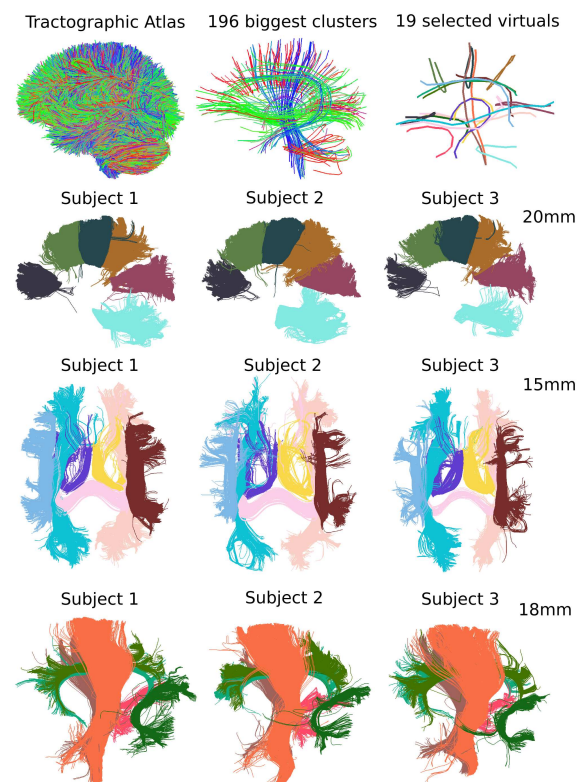 Tractographic Atlas 196 biggest clusters 19 selected virtuals
Subject 1 Subject 2 Subject 3
20mm
Subject 1 Subject 2 Subject 3
15mm
Subject 1 Subject 2 Subject 3
18mm